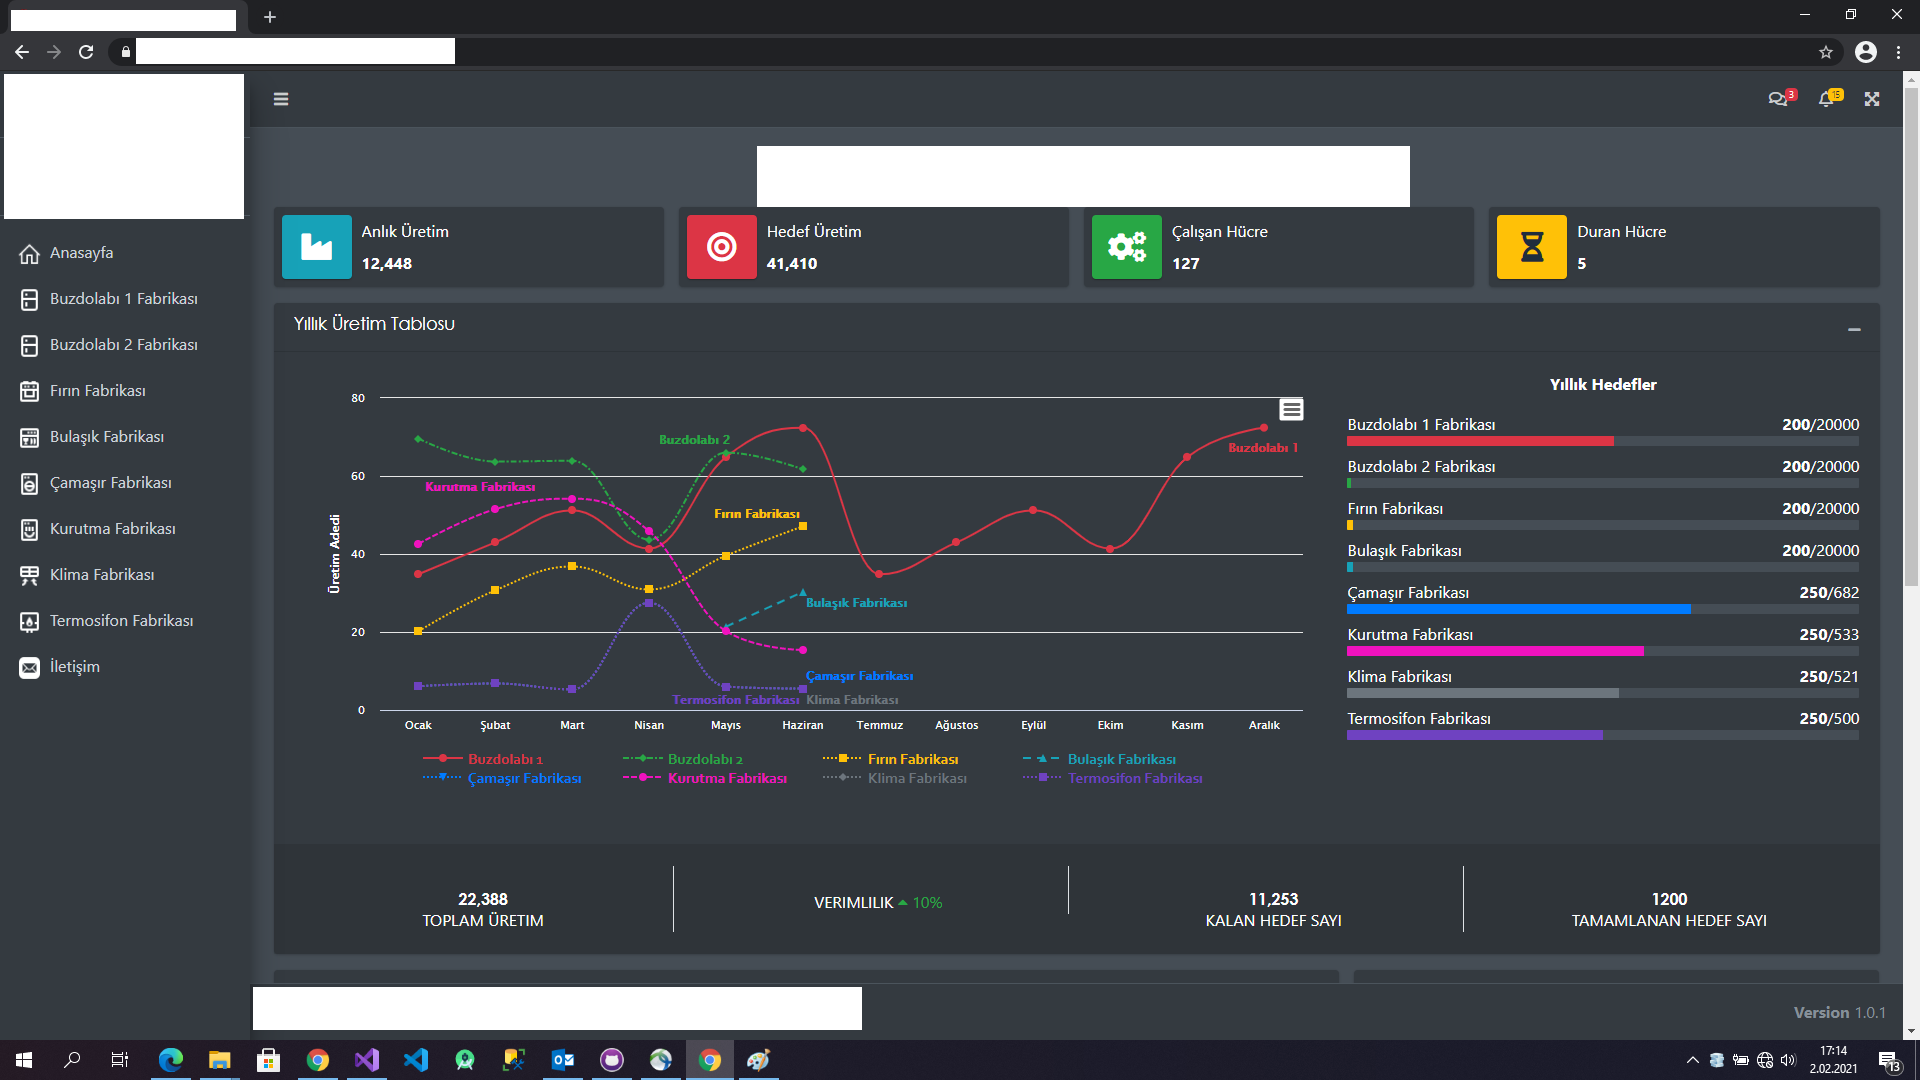 3
15
Anasayfa
Buzdolabı 1 Fabrikası
Buzdolabı 2 Fabrikası
Fırın Fabrikası
Bulaşık Fabrikası
Çamaşır Fabrikası
Kurutma Fabrikası
Klima Fabrikası
Termosifon Fabrikası
İletişim
Anlık Üretim
12,448
Hedef Üretim
41,410
Çalışan Hücre
127
Duran Hücre
5
Yıllık Üretim Tablosu
Üretim Adedi
80
60
40
20
0
Buzdolabı 2
Buzdolabı 1
Kurutma Fabrikası
Fırın Fabrikası
Bulaşık Fabrikası
Çamaşır Fabrikası
Termosifon Fabrikası Klima Fabrikası
Ocak Şubat Mart Nisan Mayıs Haziran Temmuz Ağustos Eylül Ekim Kasım Aralık
Buzdolabı 1 Buzdolabı 2 Fırın Fabrikası Bulaşık Fabrikası
Çamaşır Fabrikası Kurutma Fabrikası Klima Fabrikası Termosifon Fabrikası
Yıllık Hedefler
Buzdolabı 1 Fabrikası 200/20000
Buzdolabı 2 Fabrikası 200/20000
Fırın Fabrikası 200/20000
Bulaşık Fabrikası 200/20000
Çamaşır Fabrikası 250/682
Kurutma Fabrikası 250/533
Klima Fabrikası 250/521
Termosifon Fabrikası 250/500
22,388
TOPLAM ÜRETIM
VERIMLILIK 10%
11,253
KALAN HEDEF SAYI
1200
TAMAMLANAN HEDEF SAYI
Version 1.0.1
17:14
2.02.2021
13